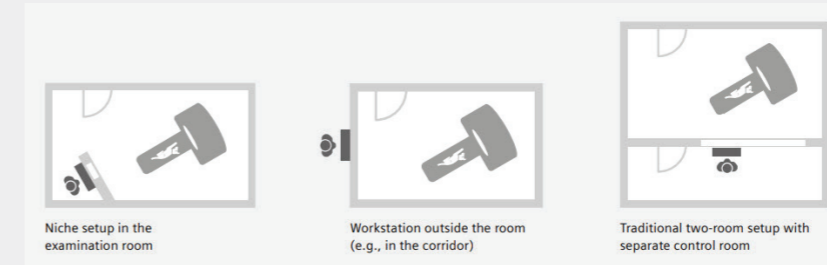 Niche setup in the
examination room
Workstation outside the room
(e.g., in the corridor)
Traditional two-room setup with
separate control room